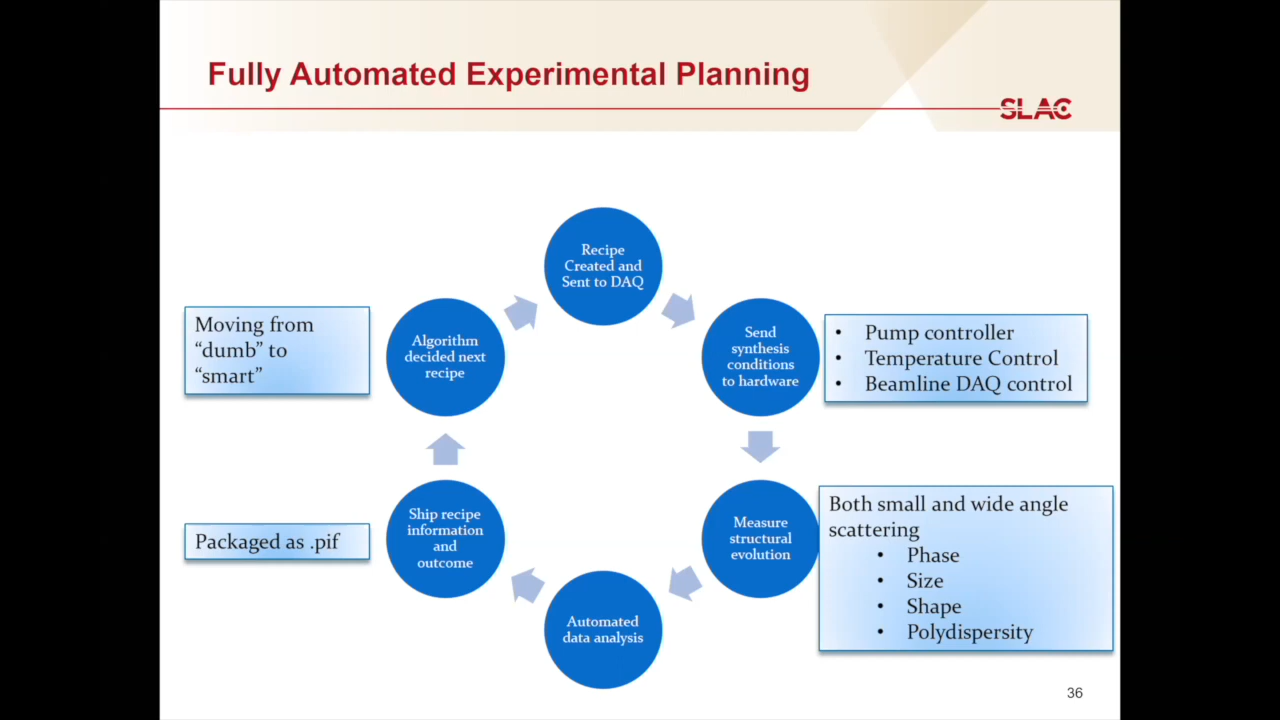 Fully Automated Experimental Planning
SLAC
Recipe
Created and
Sent to DAQ
Send
synthesis
conditions
to hardware
• Pump controller
• Temperature Control
• Beamline DAQ control
Measure
structural
evolution
Both small and wide angle
scattering
• Phase
• Size
• Shape
• Polydispersity
Automated
data analysis
Ship recipe
information
and
outcome
Packaged as .pif
Algorithm
decided next
recipe
Moving from
“dumb” to
“smart”
36